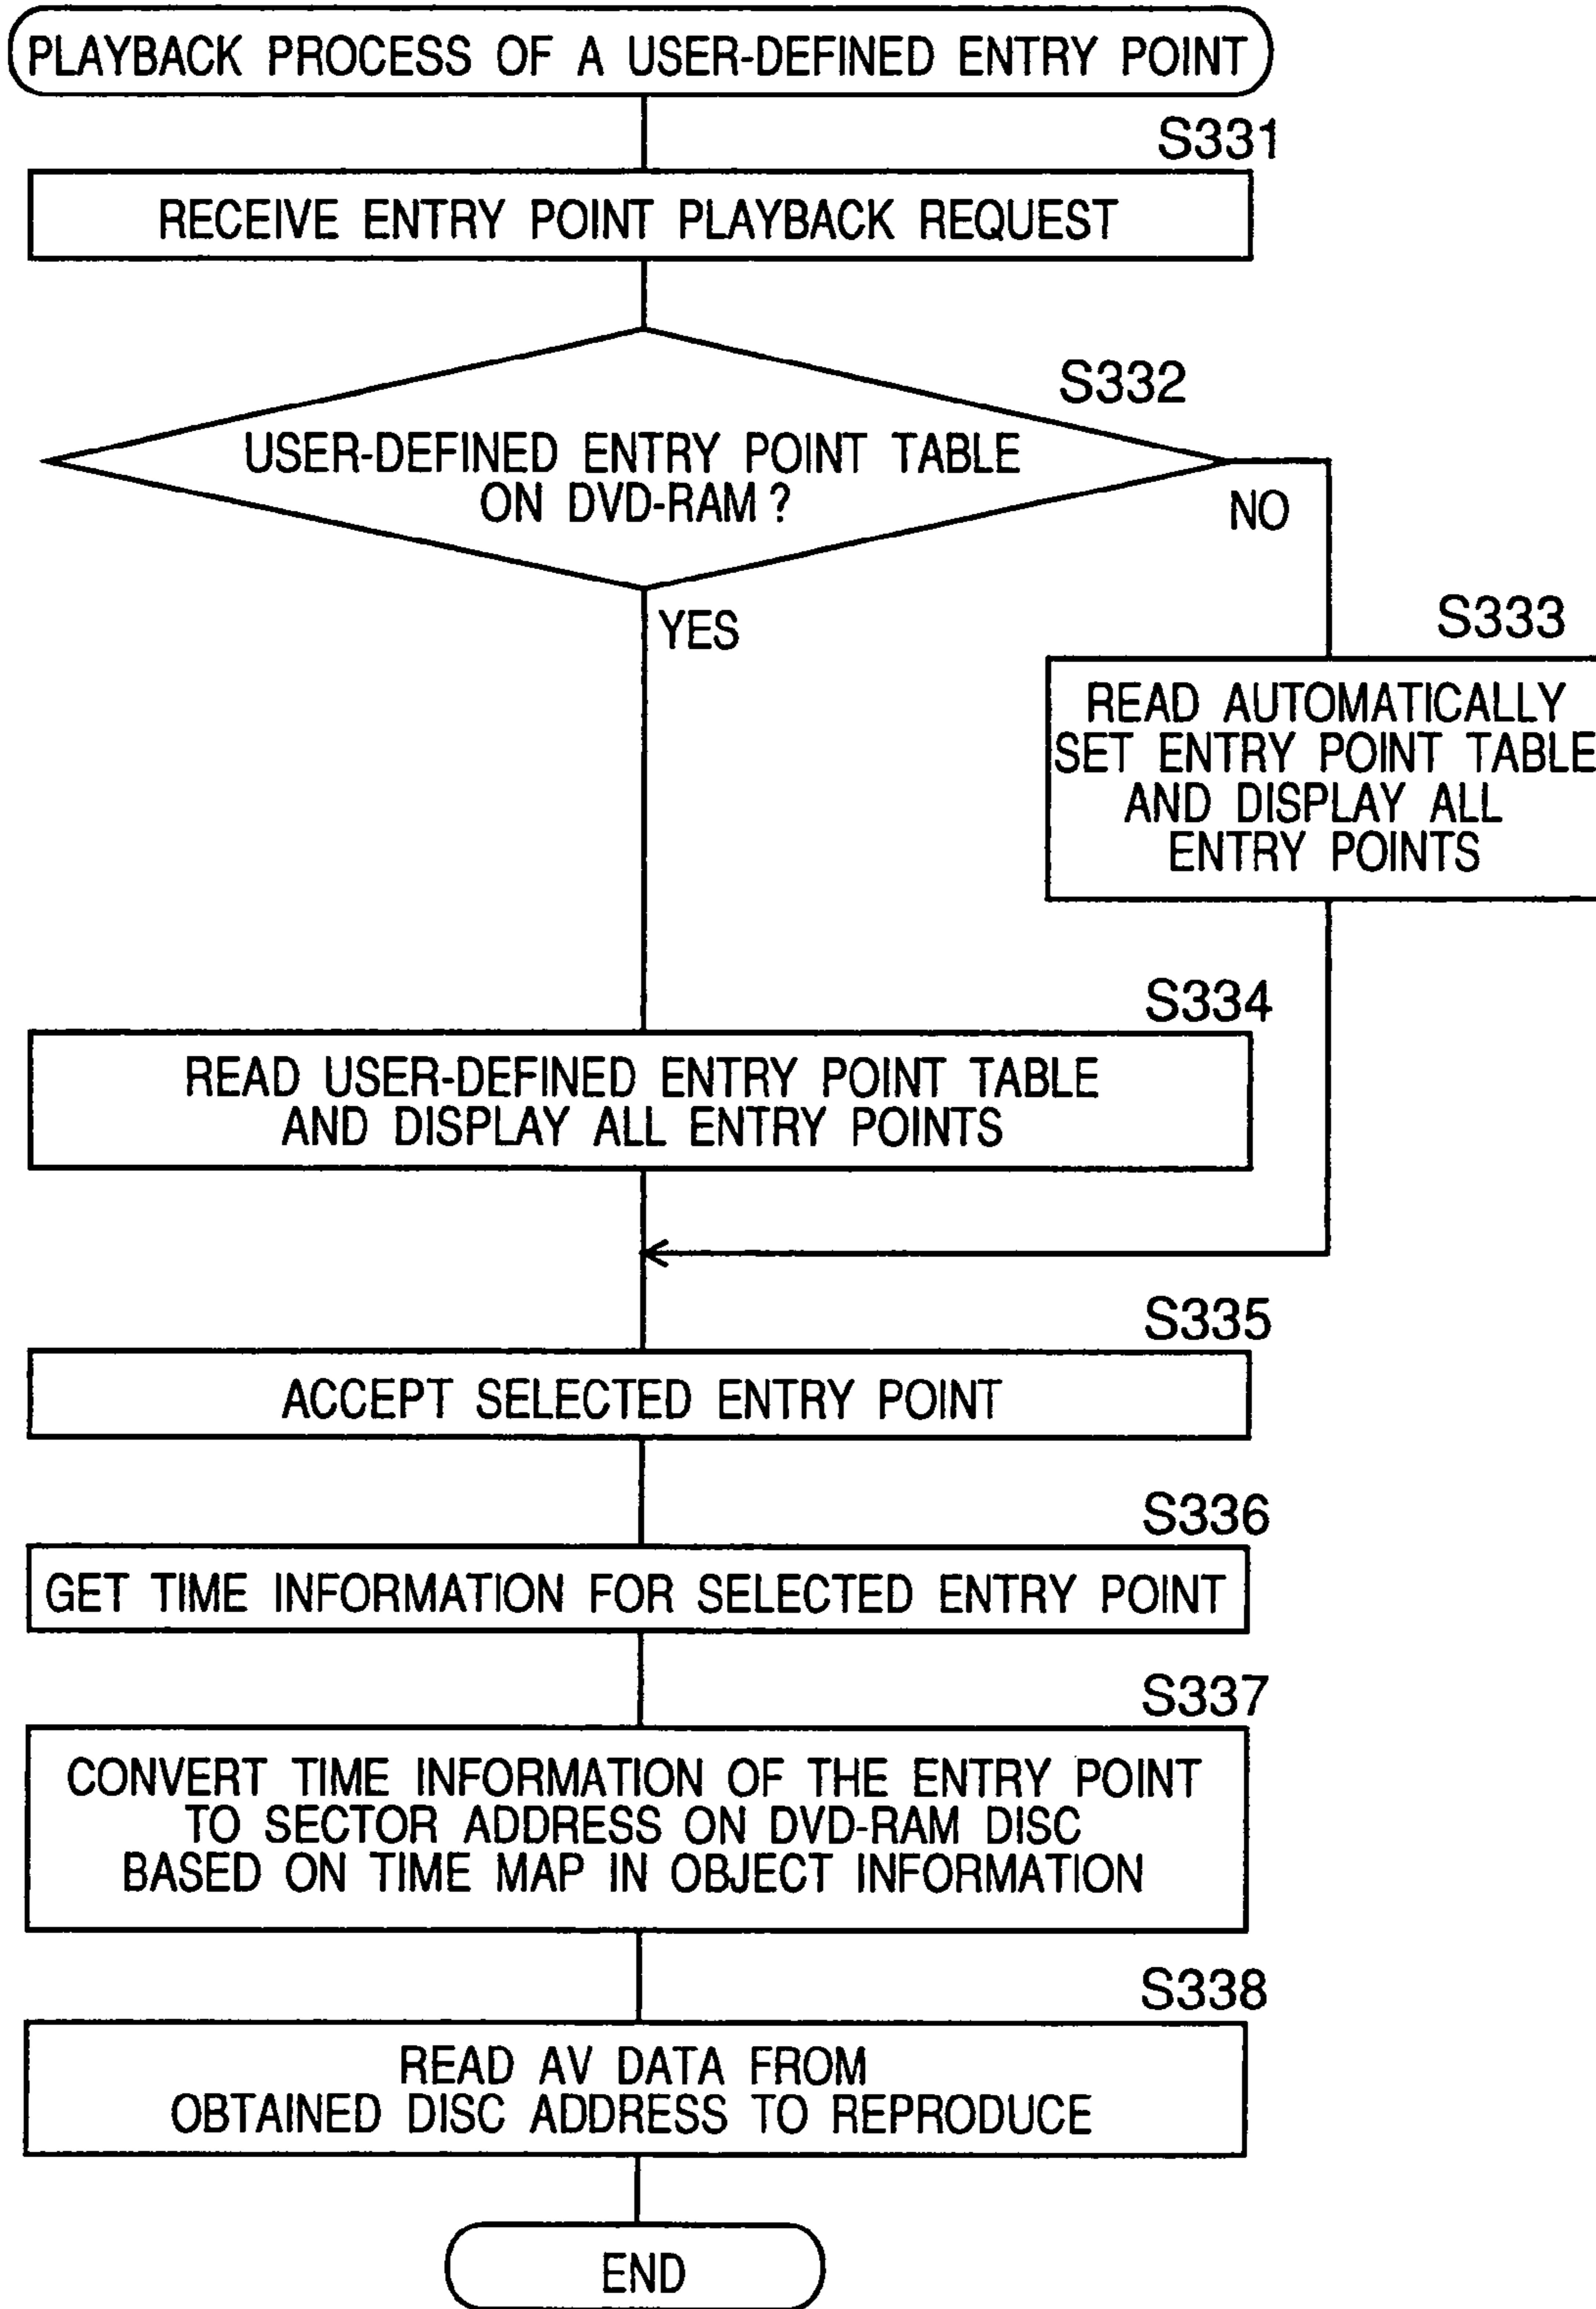 PLAYBACK PROCESS OF A USER-DEFINED ENTRY POINT
S331
RECEIVE ENTRY POINT PLAYBACK REQUEST
S332
USER-DEFINED ENTRY POINT TABLE
ON DVD-RAM?
NO
YES
S333
READ AUTOMATICALLY
SET ENTRY POINT TABLE
AND DISPLAY ALL
ENTRY POINTS
S334
READ USER-DEFINED ENTRY POINT TABLE
AND DISPLAY ALL ENTRY POINTS
S335
ACCEPT SELECTED ENTRY POINT
S336
GET TIME INFORMATION FOR SELECTED ENTRY POINT
S337
CONVERT TIME INFORMATION OF THE ENTRY POINT
TO SECTOR ADDRESS ON DVD-RAM DISC
BASED ON TIME MAP IN OBJECT INFORMATION
S338
READ AV DATA FROM
OBTAINED DISC ADDRESS TO REPRODUCE
END